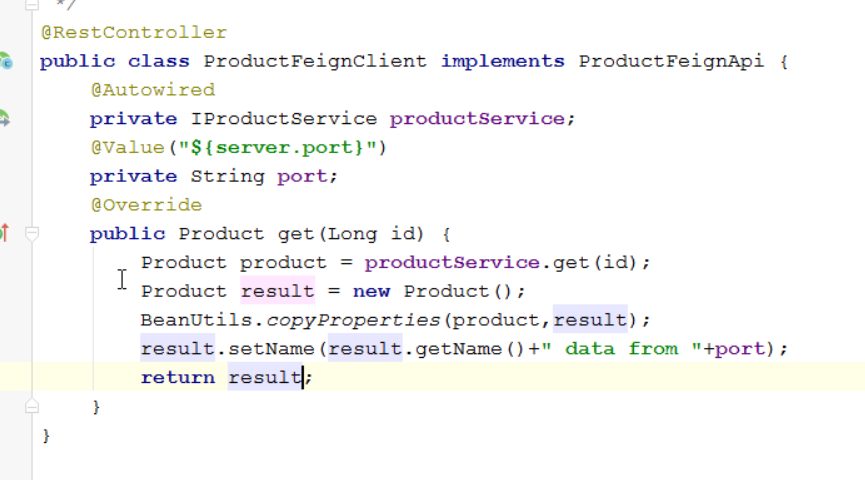 */
@RestController
public class ProductFeignClient implements ProductFeignApi {
@Autowired
private IProductService productService;
@Value("${server.port}")
private String port;
@Override
public Product get(Long id) {
Product product = productService.get(id);
Product result = new Product();
BeanUtils.copyProperties(product,result);
result.setName(result.getName()+" data from "+port);
return result;
}
}